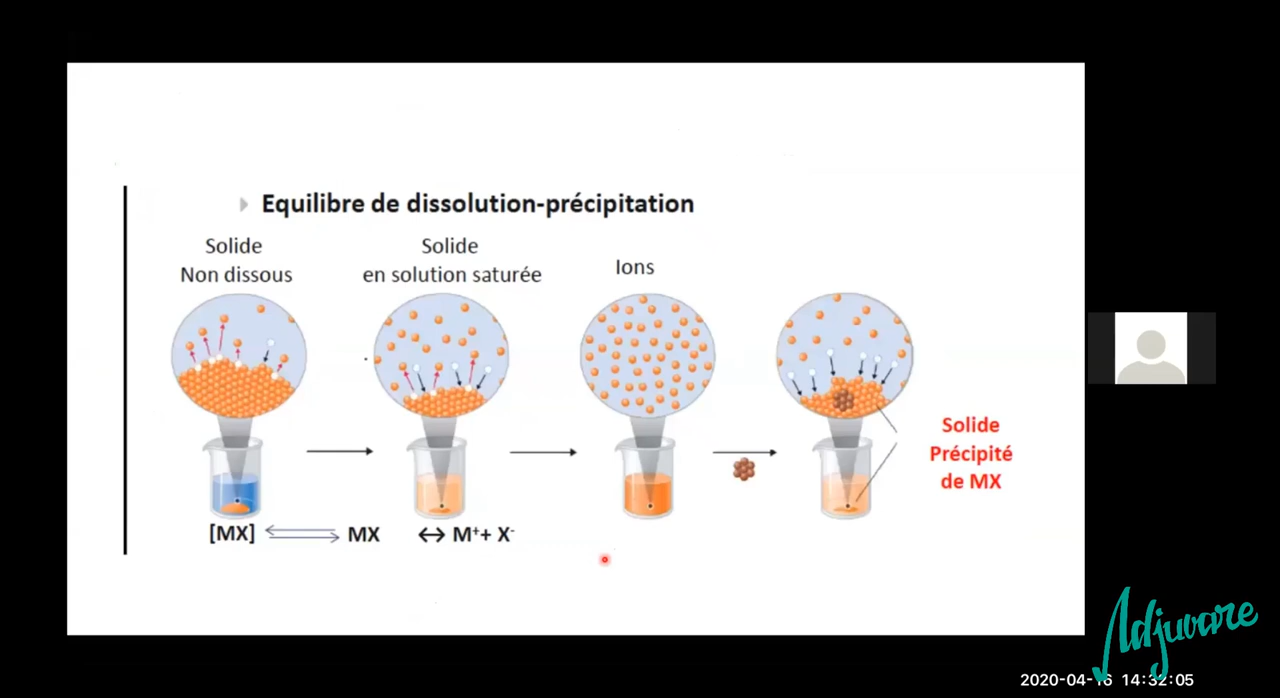 Equilibre de dissolution-précipitation
Solide
Non dissous
Solide
en solution saturée
Ions
Solide
Précipité
de MX
[MX] ⇌ MX ↔ M⁺+ X⁻
Adjuvare
2020-04-16 14:32:05